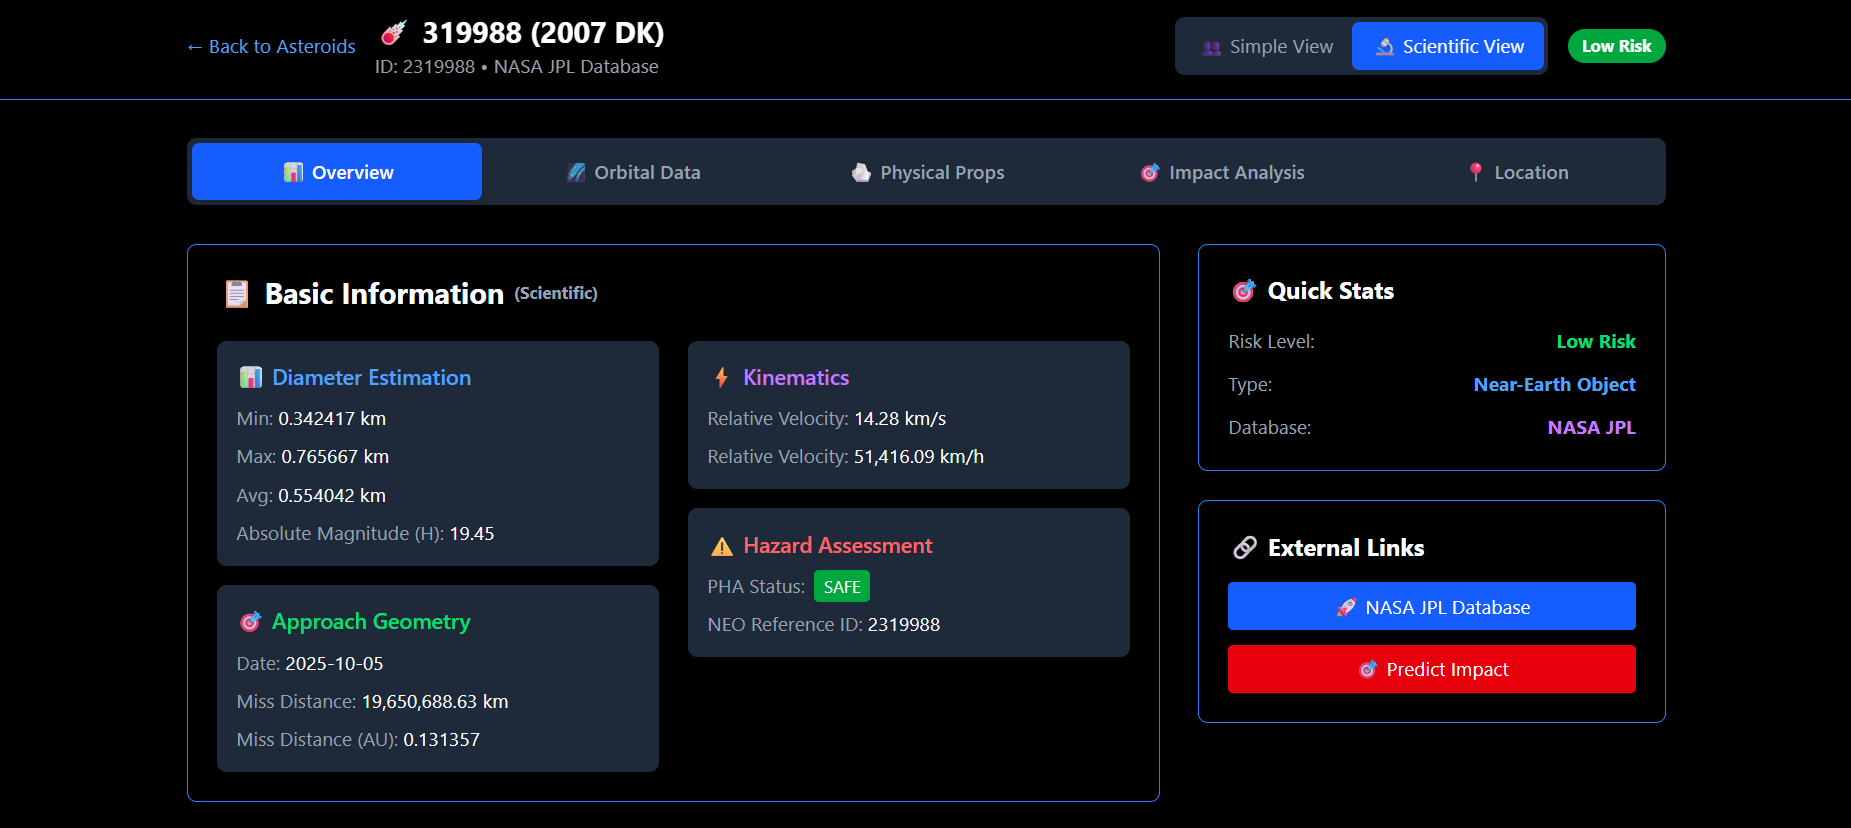 ← Back to Asteroids
319988 (2007 DK)
ID: 2319988 • NASA JPL Database
Simple View
Scientific View
Low Risk
Overview
Orbital Data
Physical Props
Impact Analysis
Location
Basic Information (Scientific)
Diameter Estimation
Min: 0.342417 km
Max: 0.765667 km
Avg: 0.554042 km
Absolute Magnitude (H): 19.45
Approach Geometry
Date: 2025-10-05
Miss Distance: 19,650,688.63 km
Miss Distance (AU): 0.131357
Kinematics
Relative Velocity: 14.28 km/s
Relative Velocity: 51,416.09 km/h
Hazard Assessment
PHA Status: SAFE
NEO Reference ID: 2319988
Quick Stats
Risk Level: Low Risk
Type: Near-Earth Object
Database: NASA JPL
External Links
NASA JPL Database
Predict Impact